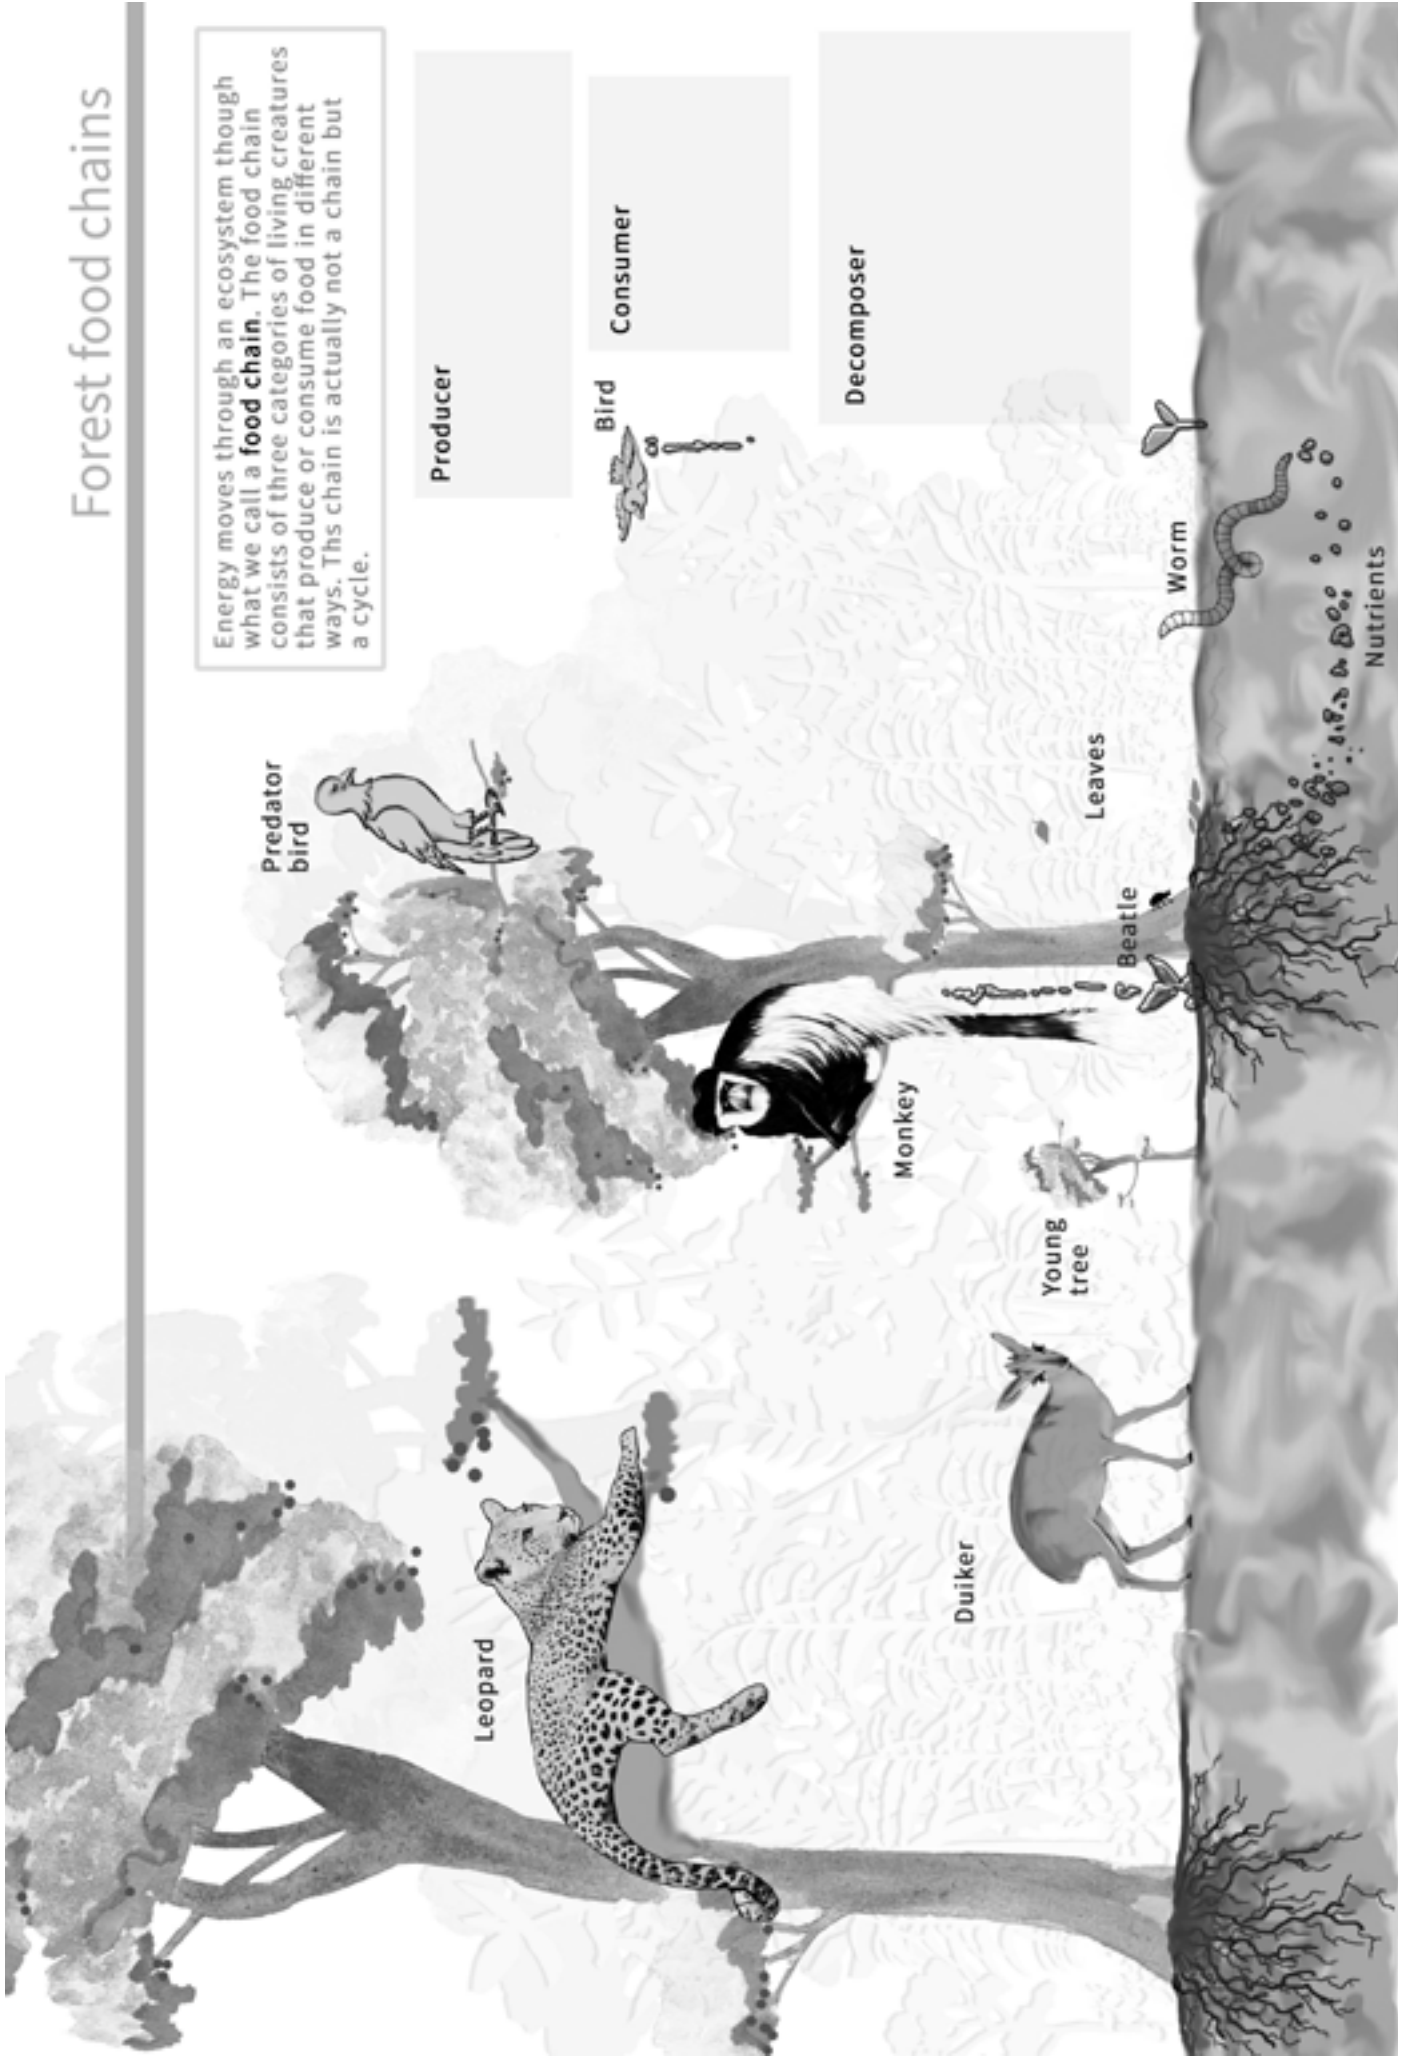 Forest food chains
Energy moves through an ecosystem though
what we call a food chain. The food chain
consists of three categories of living creatures
that produce or consume food in different
ways. Ths chain is actually not a chain but
a cycle.
Producer
Consumer
Decomposer
Predator
bird
Bird
Leopard
Monkey
Duiker
Young
tree
Beatle
Leaves
Worm
Nutrients